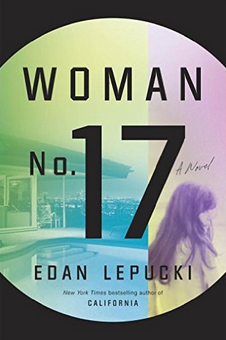 WOMAN
No. 17
A Novel
EDAN LEPUCKI
New York Times bestselling author of
CALIFORNIA